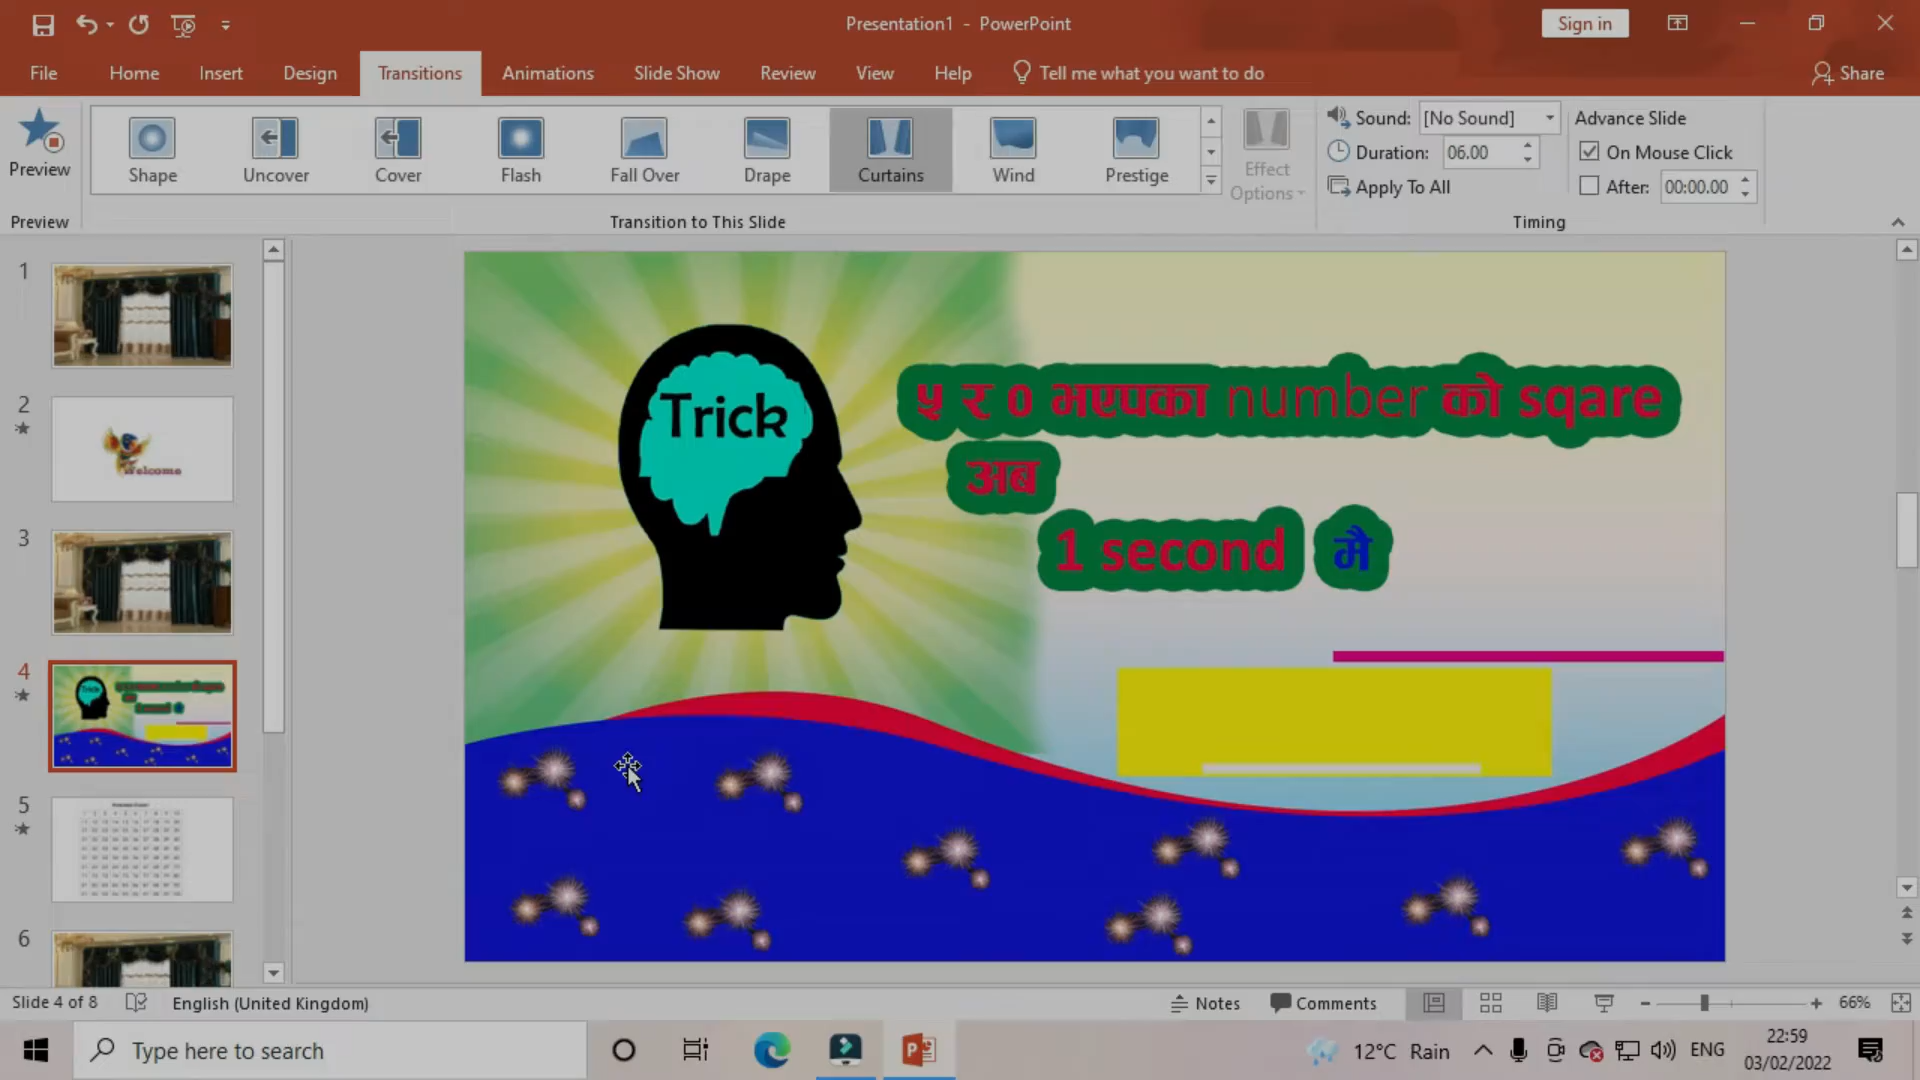 Presentation1 - PowerPoint
Sign in
File Home Insert Design Transitions Animations Slide Show Review View Help Tell me what you want to do Share
Preview Shape Uncover Cover Flash Fall Over Drape Curtains Wind Prestige Effect Options
Sound: [No Sound] Advance Slide
Duration: 06.00 On Mouse Click
Apply To All After: 00:00.00
Preview Transition to This Slide Timing
1
2
Welcome
3
4
5
6
Trick
५ र 0 भएपका number को sqare
अब
1 second मै
Slide 4 of 8 English (United Kingdom) Notes Comments 66%
Type here to search 12°C Rain ENG 22:59
03/02/2022